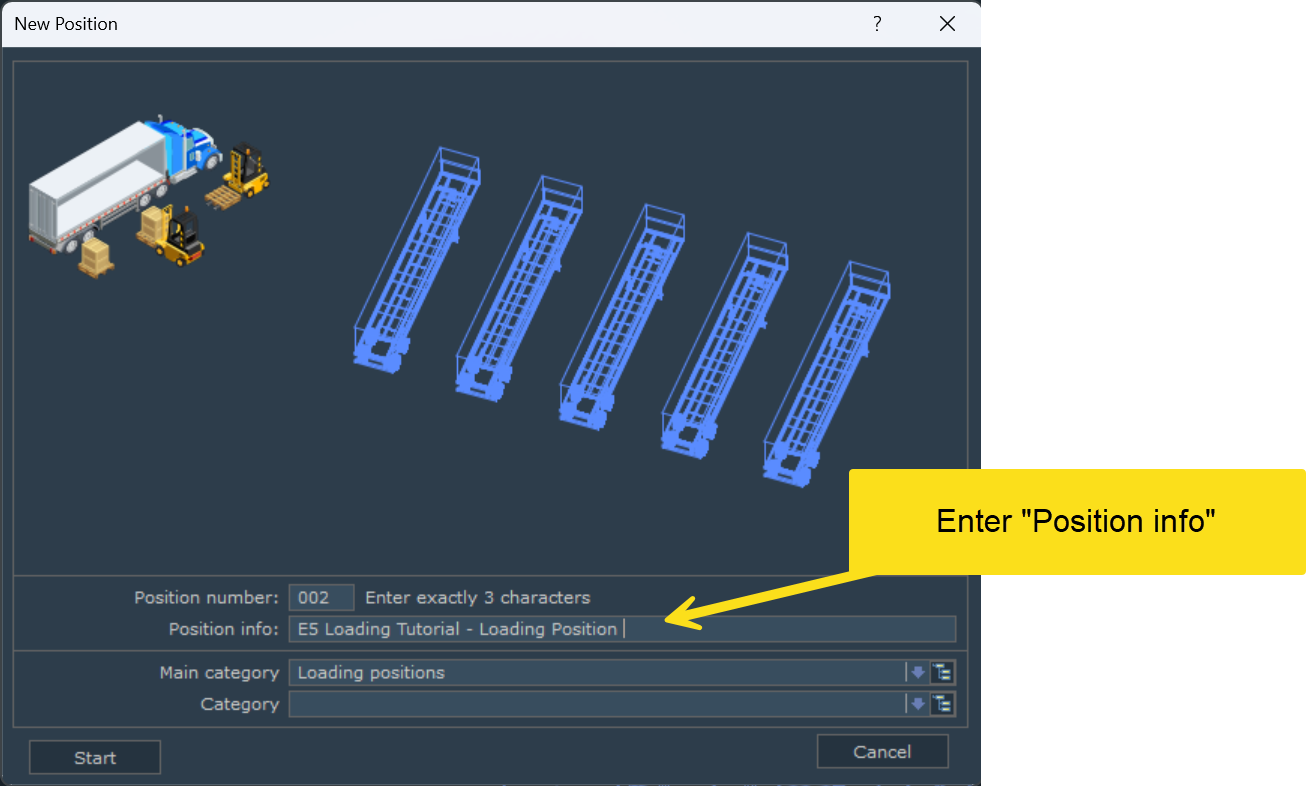 New Position
?
Enter "Position info"
Position number: 002 Enter exactly 3 characters
Position info: E5 Loading Tutorial - Loading Position
Main category Loading positions
Category
Start Cancel